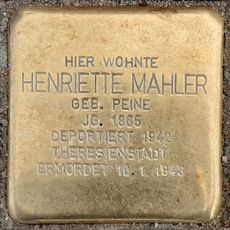 HIER WOHNTE
HENRIETTE MAHLER
GEB. PEINE
JG. 1865
DEPORTIERT 1942
THERESIENSTADT
ERMORDET 10.1.1943